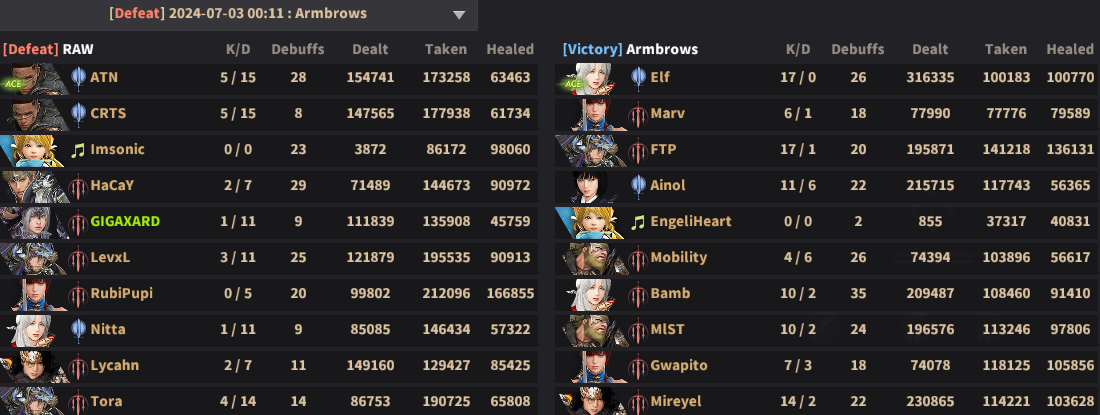 [Defeat] 2024-07-03 00:11 : Armbrows
[Defeat] RAW K/D Debuffs Dealt Taken Healed
ACE ATN 5 / 15 28 154741 173258 63463
CRTS 5 / 15 8 147565 177938 61734
Imsonic 0 / 0 23 3872 86172 98060
HaCaY 2 / 7 29 71489 144673 90972
GIGAXARD 1 / 11 9 111839 135908 45759
LevxL 3 / 11 25 121879 195535 90913
RubiPupi 0 / 5 20 99802 212096 166855
Nitta 1 / 11 9 85085 146434 57322
Lycahn 2 / 7 11 149160 129427 85425
Tora 4 / 14 14 86753 190725 65808
[Victory] Armbrows K/D Debuffs Dealt Taken Healed
ACE Elf 17 / 0 26 316335 100183 100770
Marv 6 / 1 18 77990 77776 79589
FTP 17 / 1 20 195871 141218 136131
Ainol 11 / 6 22 215715 117743 56365
EngeliHeart 0 / 0 2 855 37317 40831
Mobility 4 / 6 26 74394 103896 56617
Bamb 10 / 2 35 209487 108460 91410
MlST 10 / 2 24 196576 113246 97806
Gwapito 7 / 3 18 74078 118125 105856
Mireyel 14 / 2 22 230865 114221 103628